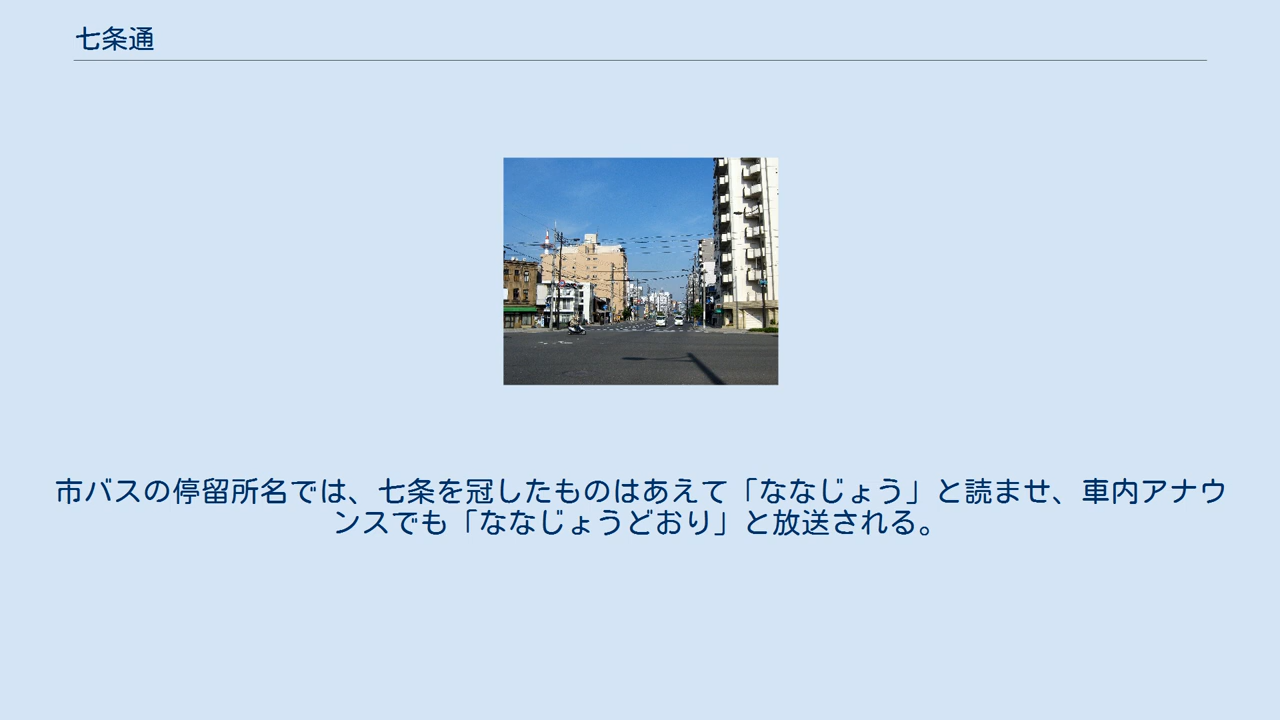 七条通
市バスの停留所名では、七条を冠したものはあえて「ななじょう」と読ませ、車内アナウ
ンスでも「ななじょうどおり」と放送される。